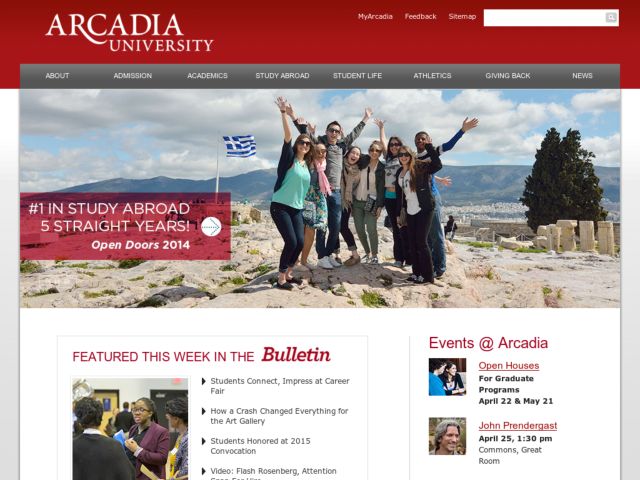 ARCADIA
UNIVERSITY
MyArcadia Feedback Sitemap
ABOUT ADMISSION ACADEMICS STUDY ABROAD STUDENT LIFE ATHLETICS GIVING BACK NEWS
#1 IN STUDY ABROAD
5 STRAIGHT YEARS!
Open Doors 2014
FEATURED THIS WEEK IN THE Bulletin
Students Connect, Impress at Career
Fair
How a Crash Changed Everything for
the Art Gallery
Students Honored at 2015
Convocation
Video: Flash Rosenberg, Attention
Span For Hire
Events @ Arcadia
Open Houses
For Graduate
Programs
April 22 & May 21
John Prendergast
April 25, 1:30 pm
Commons, Great
Room